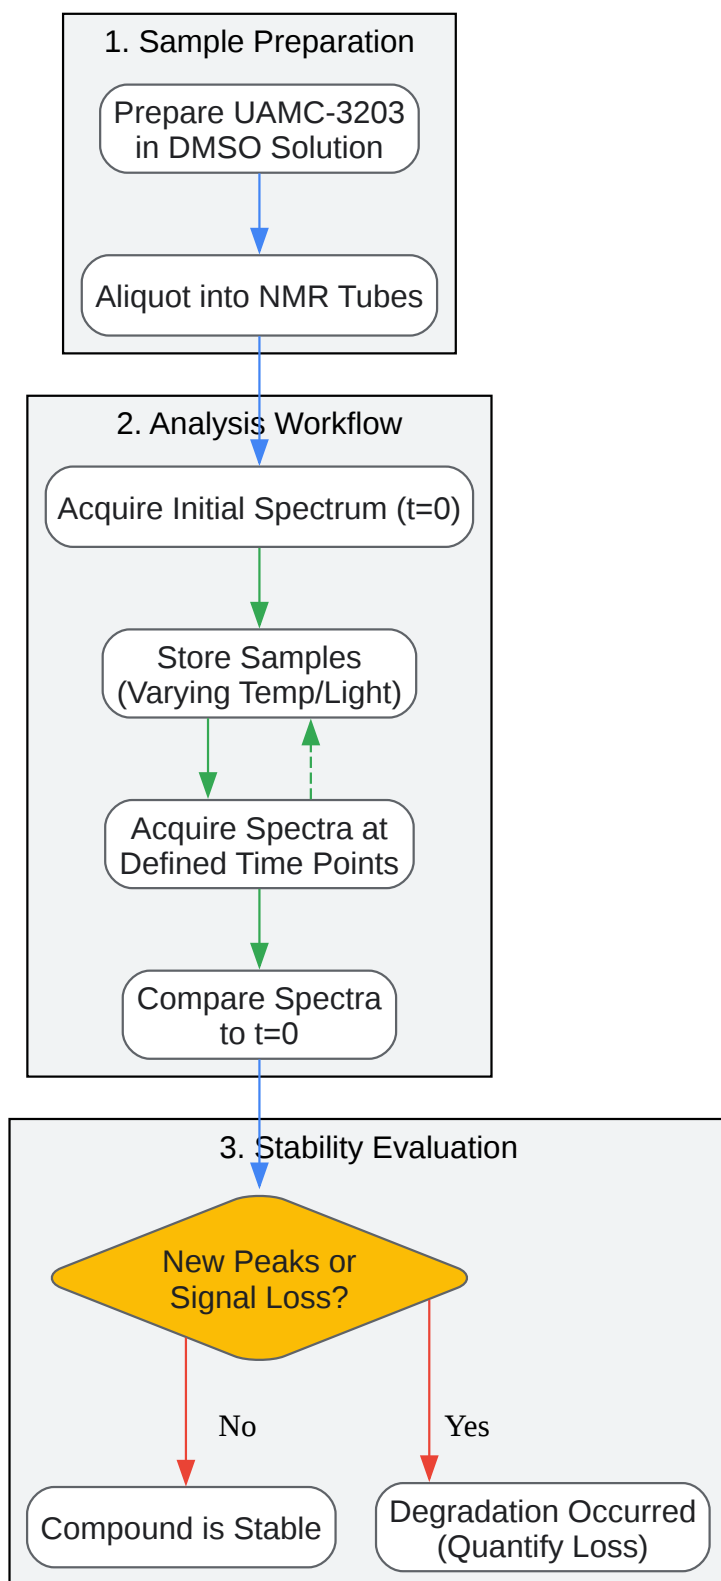 1. Sample Preparation
Prepare UAMC-3203
in DMSO Solution
Aliquot into NMR Tubes
2. Analysis Workflow
Acquire Initial Spectrum (t=0)
Store Samples
(Varying Temp/Light)
Acquire Spectra at
Defined Time Points
Compare Spectra
to t=0
3. Stability Evaluation
New Peaks or
Signal Loss?
No
Yes
Compound is Stable
Degradation Occurred
(Quantify Loss)